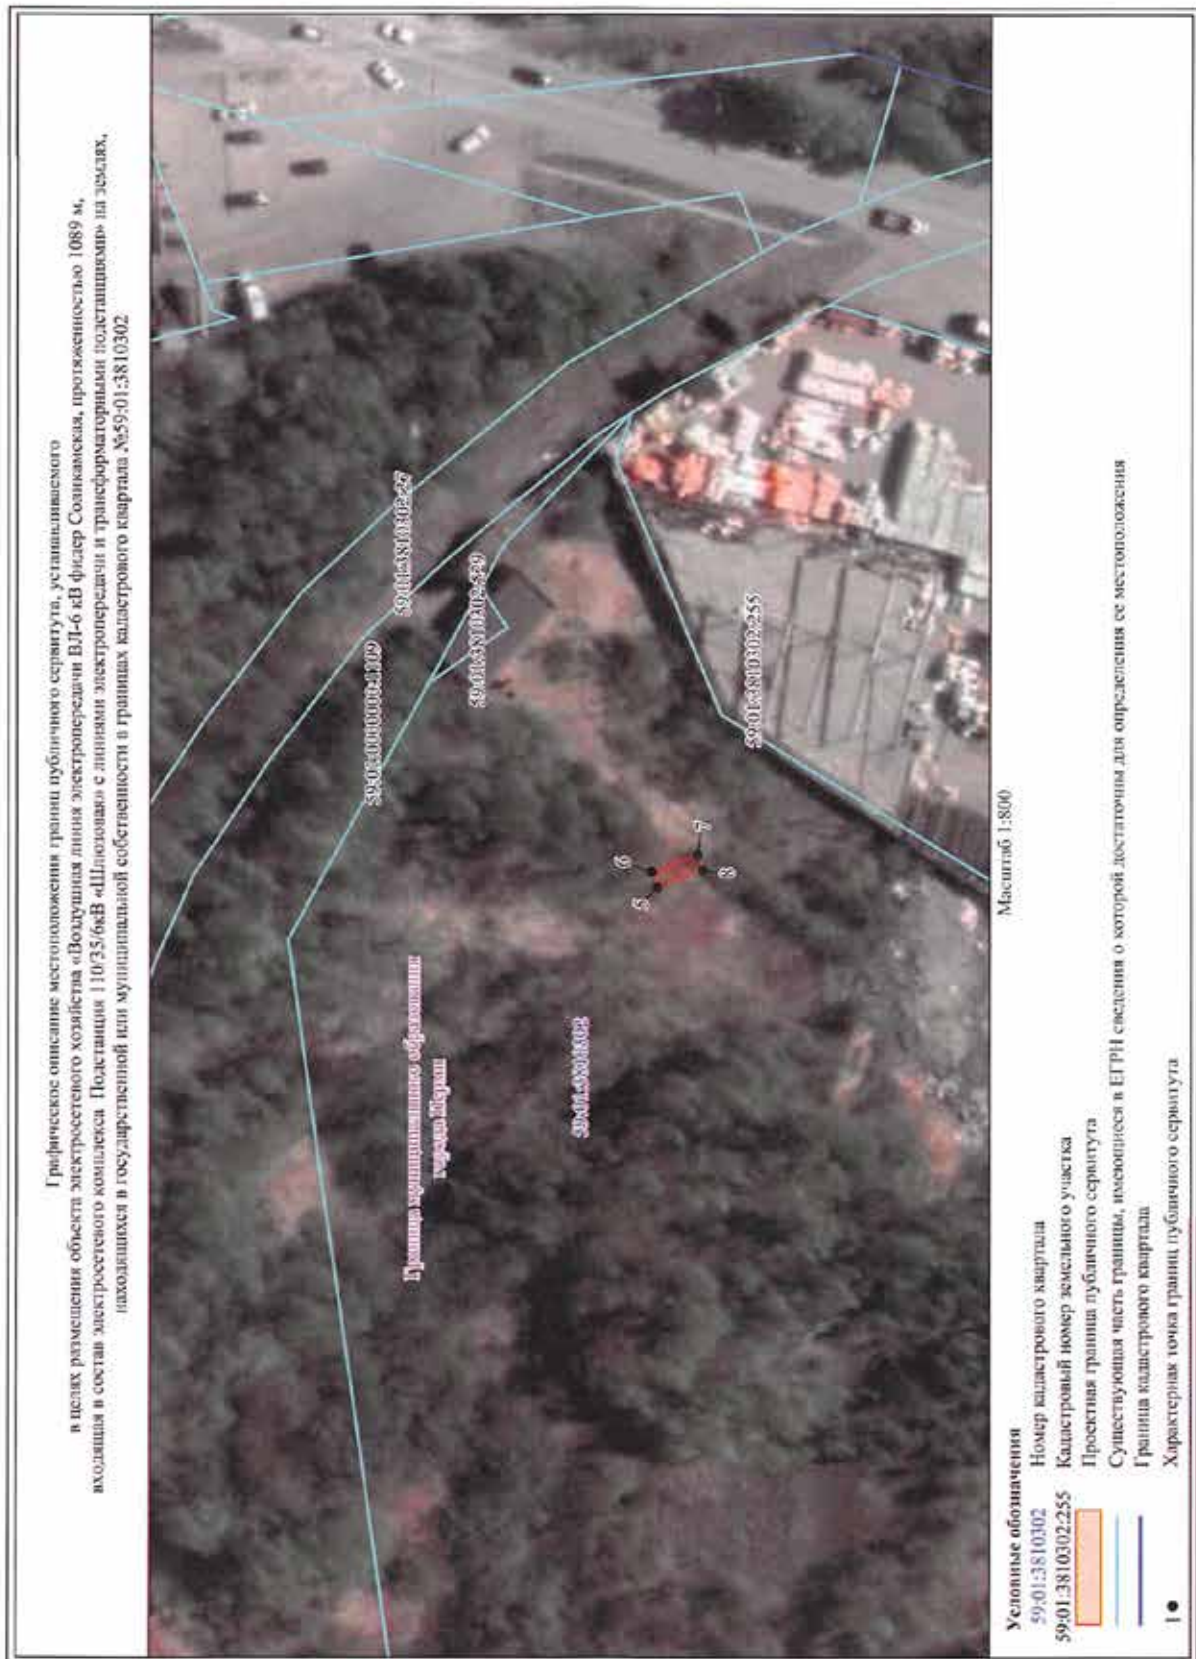 Графическое описание местоположения границ публичного сервитута, устанавливаемого
в целях размещения объекта электросетевого хозяйства «Воздушная линия электропередачи ВЛ-6 кВ фидер Соликамская, протяженностью 1089 м,
входящая в состав электросетевого комплекса Подстанция 110/35/6кВ «Шлюзовая» с линиями электропередачи и трансформаторными подстанциями» на землях,
находящихся в государственной или муниципальной собственности в границах кадастрового квартала №59:01:3810302
59:01:3810302:27
59:01:0000000:1109
59:01:3810302:529
59:01:3810302:255
Граница муниципального образования
города Перми
59:01:3810302
5
6
7
8
Масштаб 1:800
Условные обозначения
59:01:3810302 Номер кадастрового квартала
59:01:3810302:255 Кадастровый номер земельного участка
Проектная граница публичного сервитута
Существующая часть границы, имеющиеся в ЕГРН сведения о которой достаточны для определения ее местоположения
Граница кадастрового квартала
1 Характерная точка границ публичного сервитута